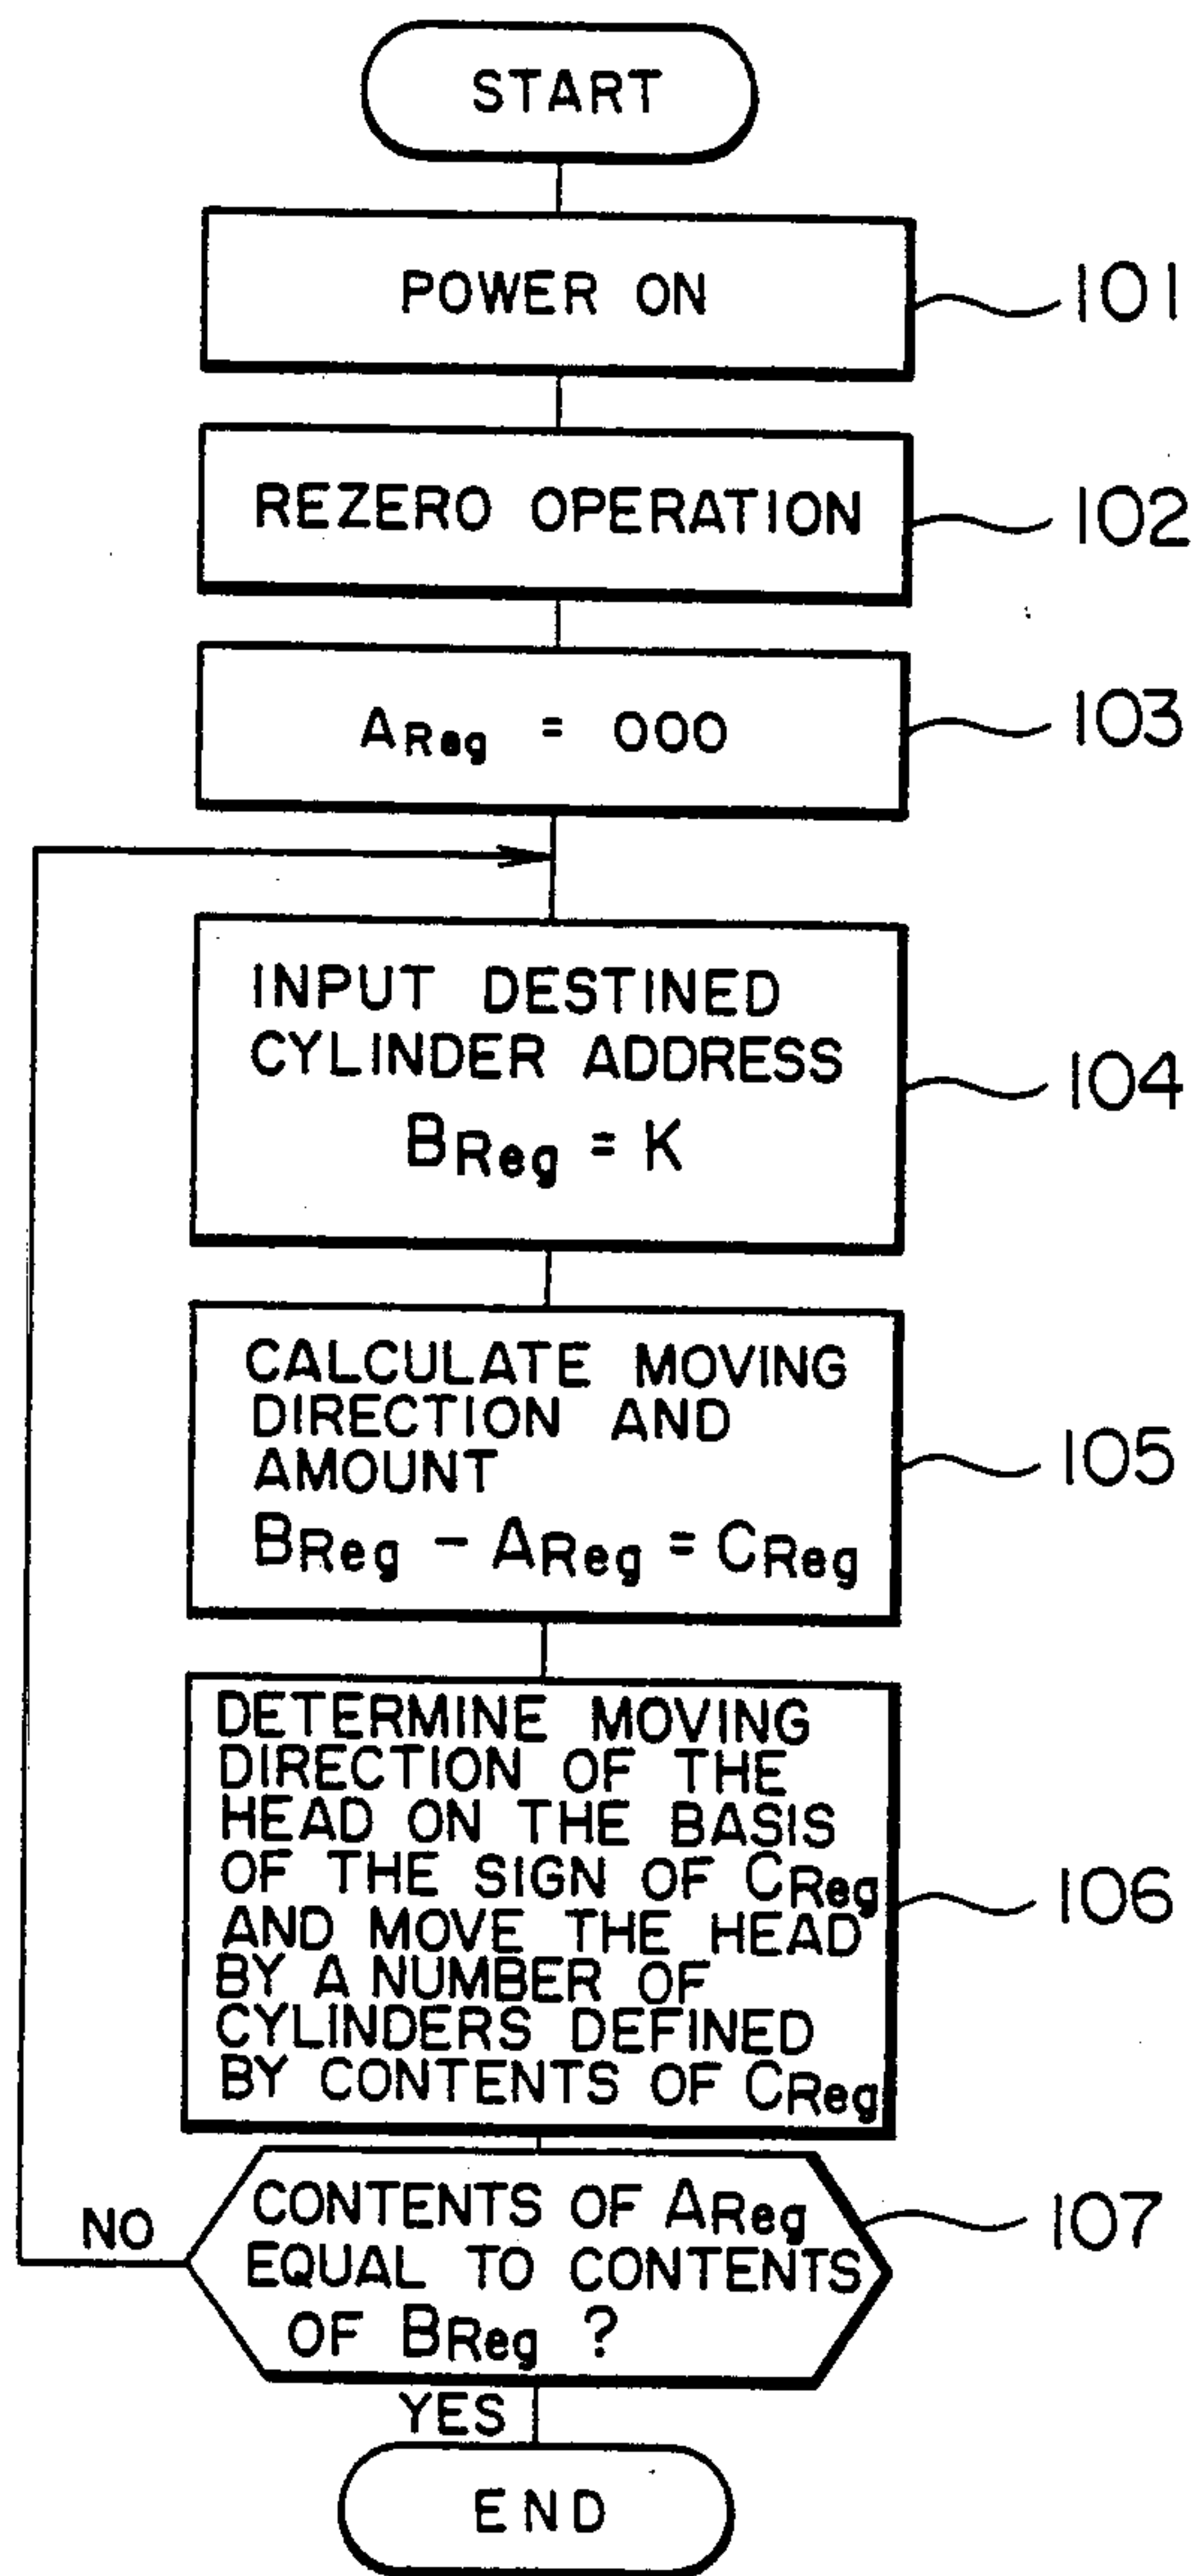 START
POWER ON
101
REZERO OPERATION
102
AReg = 000
103
INPUT DESTINED
CYLINDER ADDRESS
BReg = K
104
CALCULATE MOVING
DIRECTION AND
AMOUNT
BReg - AReg = CReg
105
DETERMINE MOVING
DIRECTION OF THE
HEAD ON THE BASIS
OF THE SIGN OF CReg
AND MOVE THE HEAD
BY A NUMBER OF
CYLINDERS DEFINED
BY CONTENTS OF CReg
106
CONTENTS OF AReg
EQUAL TO CONTENTS
OF BReg ?
107
NO
YES
END